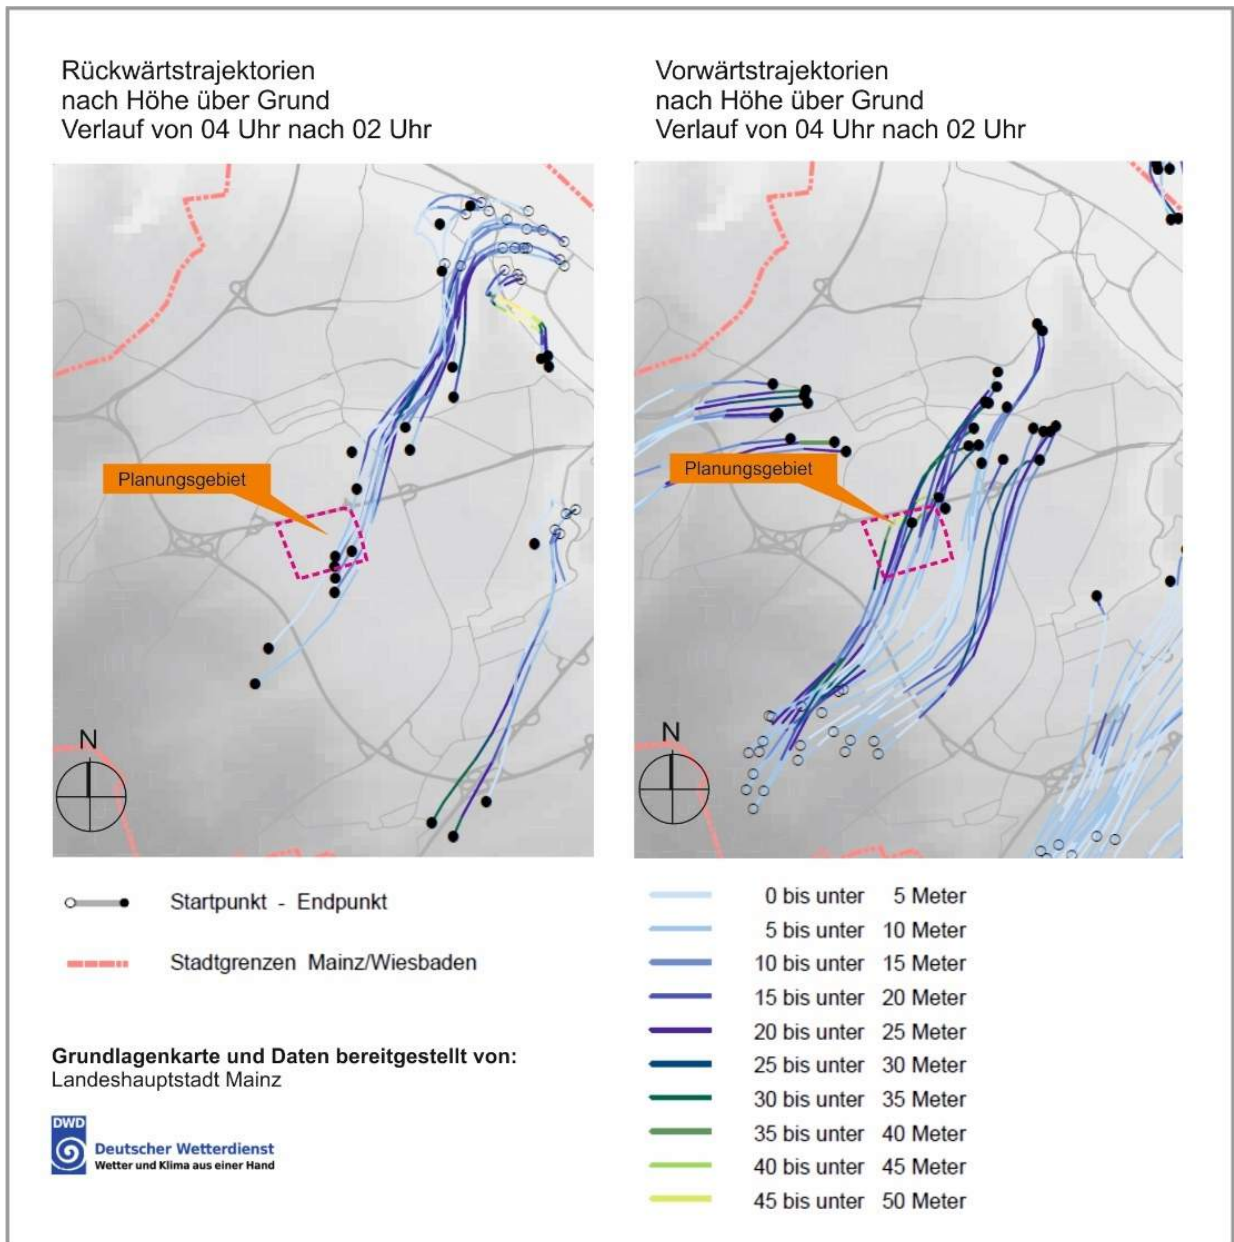 Rückwärtstrajektorien
nach Höhe über Grund
Verlauf von 04 Uhr nach 02 Uhr
Vorwärtstrajektorien
nach Höhe über Grund
Verlauf von 04 Uhr nach 02 Uhr
Planungsgebiet
N
Planungsgebiet
N
Startpunkt - Endpunkt
Stadtgrenzen Mainz/Wiesbaden
Grundlagenkarte und Daten bereitgestellt von:
Landeshauptstadt Mainz
DWD
Deutscher Wetterdienst
Wetter und Klima aus einer Hand
0 bis unter 5 Meter
5 bis unter 10 Meter
10 bis unter 15 Meter
15 bis unter 20 Meter
20 bis unter 25 Meter
25 bis unter 30 Meter
30 bis unter 35 Meter
35 bis unter 40 Meter
40 bis unter 45 Meter
45 bis unter 50 Meter